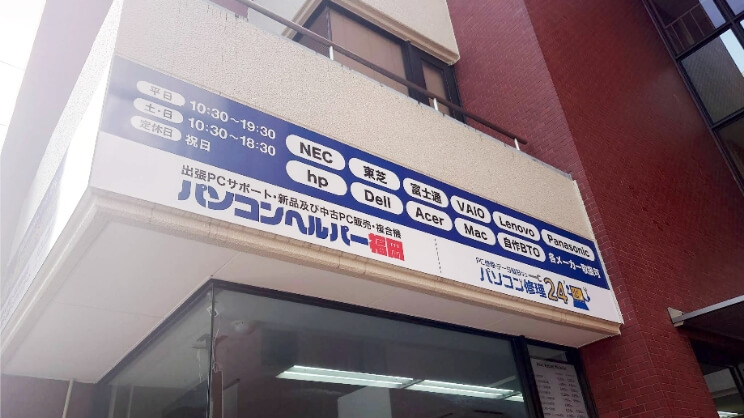 平日 10:30～19:30
土・日 10:30～18:30
定休日 祝日
NEC 東芝 富士通 VAIO Lenovo Panasonic
hp Dell Acer Mac 自作BTO 各メーカー取扱可
出張PCサポート・新品及び中古PC販売・複合機
パソコンヘルパー福岡
パソコン修理24